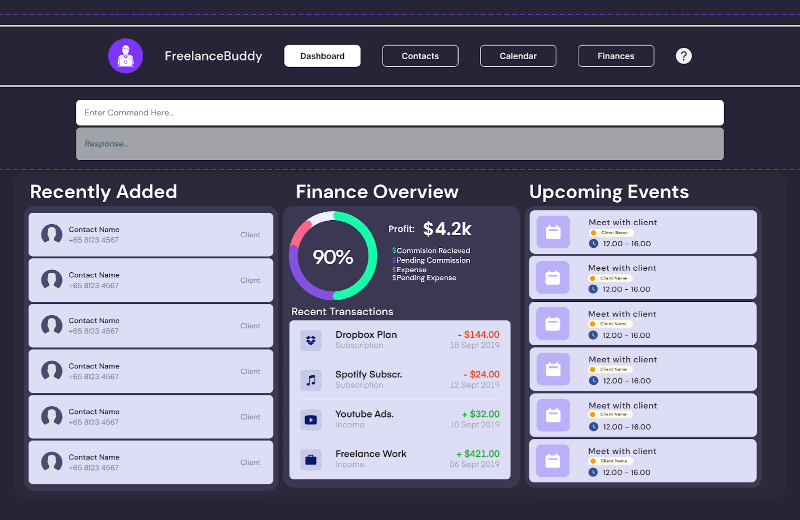 FreelanceBuddy
Dashboard
Contacts
Calendar
Finances
?
Enter Command Here...
Response...
Recently Added
Contact Name
+65 8123 4567
Client
Contact Name
+65 8123 4567
Client
Contact Name
+65 8123 4567
Client
Contact Name
+65 8123 4567
Client
Contact Name
+65 8123 4567
Client
Contact Name
+65 8123 4567
Client
Finance Overview
90%
Profit: $4.2k
$Commision Recieved
$Pending Commission
$Expense
$Pending Expense
Recent Transactions
Dropbox Plan - $144.00
Subscription 18 Sept 2019
Spotify Subscr. - $24.00
Subscription 12 Sept 2019
Youtube Ads. + $32.00
Income 10 Sept 2019
Freelance Work + $421.00
Income 06 Sept 2019
Upcoming Events
Meet with client
Client Name
12.00 - 16.00
Meet with client
Client Name
12.00 - 16.00
Meet with client
Client Name
12.00 - 16.00
Meet with client
Client Name
12.00 - 16.00
Meet with client
Client Name
12.00 - 16.00
Meet with client
Client Name
12.00 - 16.00